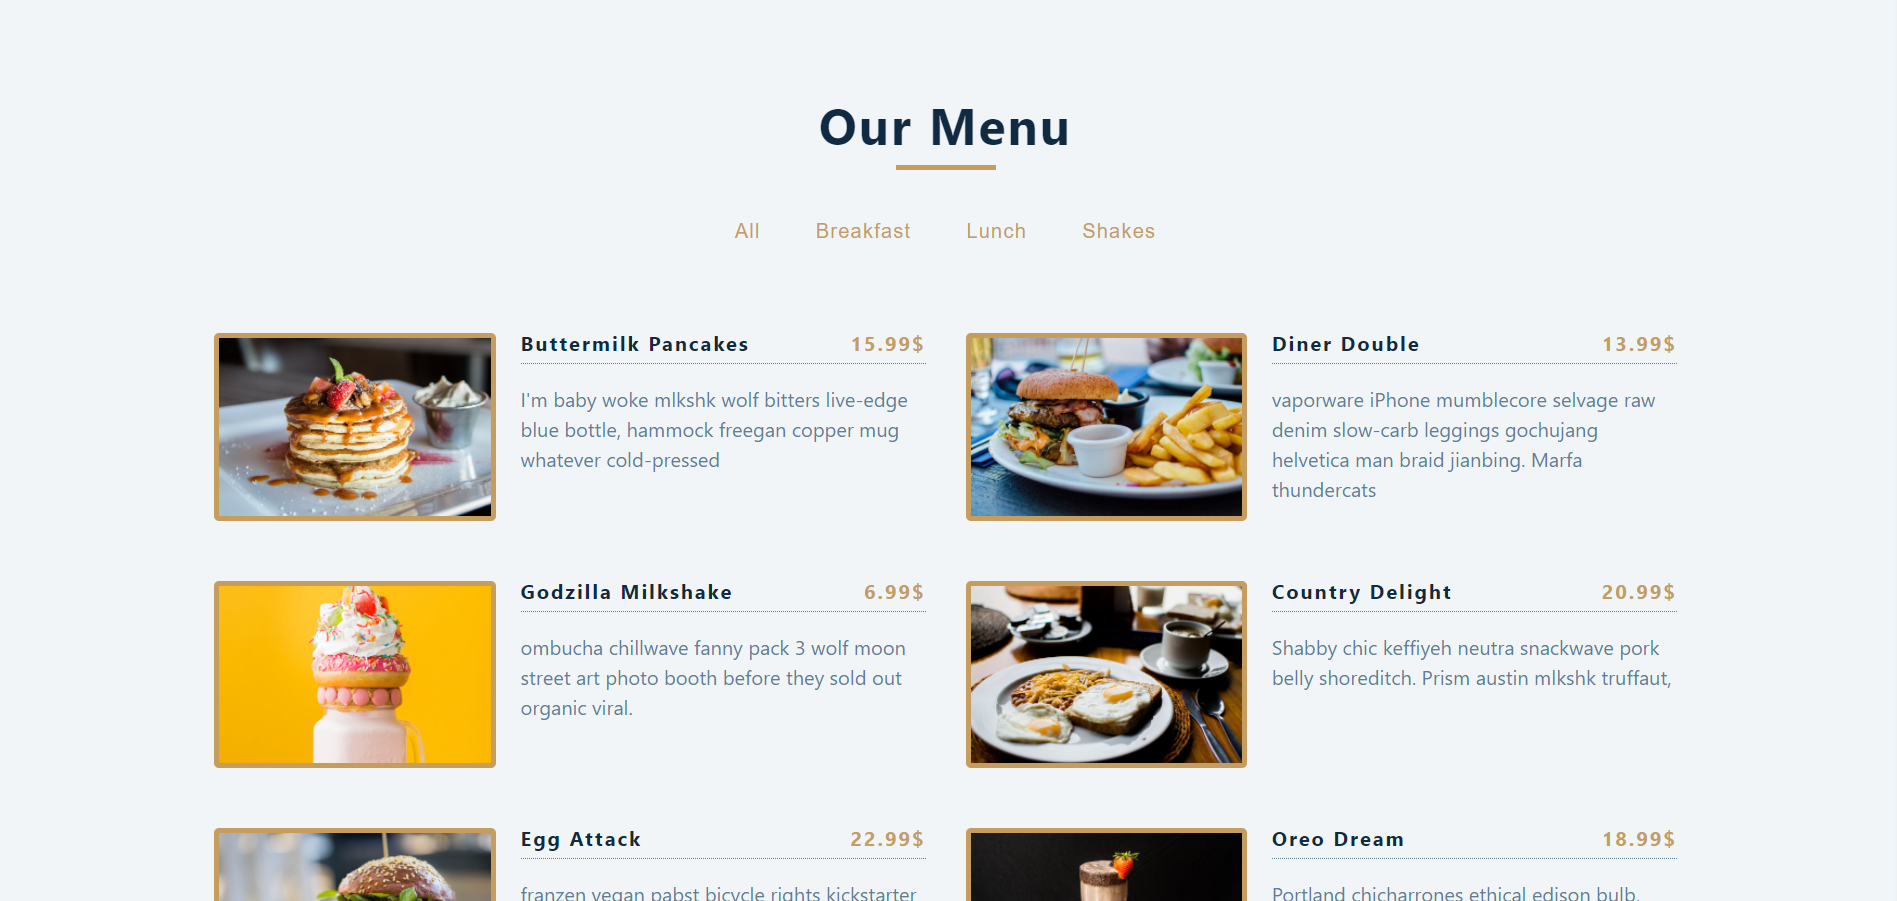 Our Menu
All Breakfast Lunch Shakes
Buttermilk Pancakes 15.99$
I'm baby woke mlkshk wolf bitters live-edge
blue bottle, hammock freegan copper mug
whatever cold-pressed
Diner Double 13.99$
vaporware iPhone mumblecore selvage raw
denim slow-carb leggings gochujang
helvetica man braid jianbing. Marfa
thundercats
Godzilla Milkshake 6.99$
ombucha chillwave fanny pack 3 wolf moon
street art photo booth before they sold out
organic viral.
Country Delight 20.99$
Shabby chic keffiyeh neutra snackwave pork
belly shoreditch. Prism austin mlkshk truffaut,
Egg Attack 22.99$
franzen vegan pabst bicycle rights kickstarter
Oreo Dream 18.99$
Portland chicharrones ethical edison bulb,